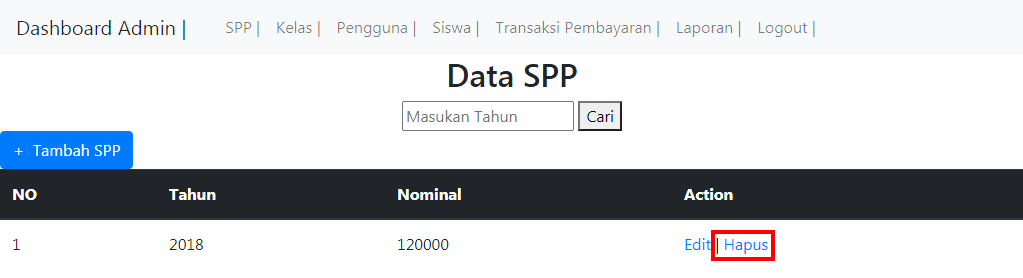 Dashboard Admin | SPP | Kelas | Pengguna | Siswa | Transaksi Pembayaran | Laporan | Logout |
Data SPP
Masukan Tahun Cari
+ Tambah SPP
NO Tahun Nominal Action
1 2018 120000 Edit | Hapus